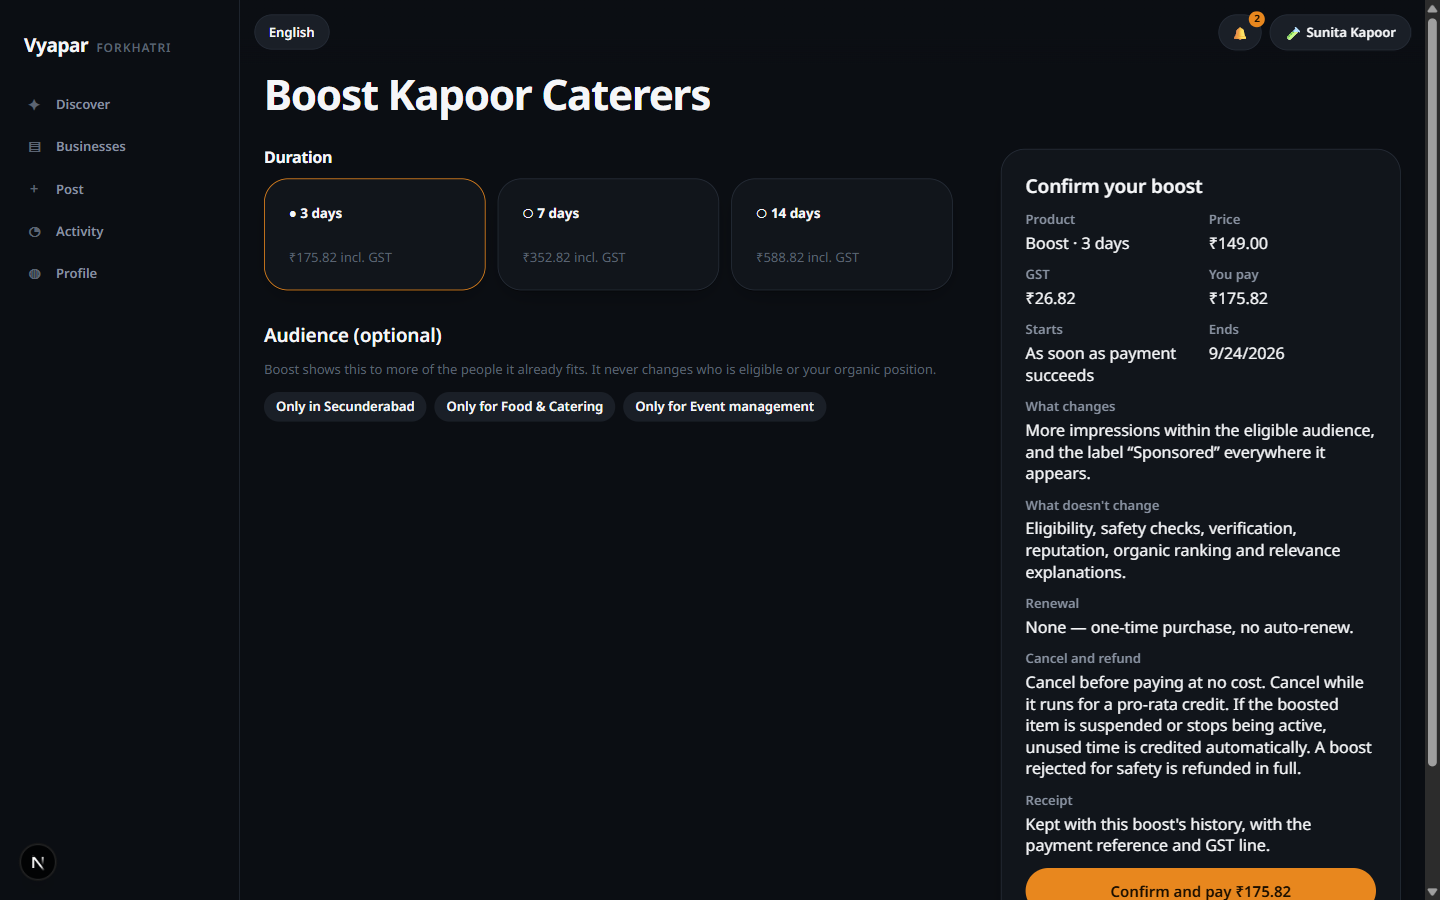 Vyapar FORKHATRI
Discover
Businesses
Post
Activity
Profile
N
English
2
Sunita Kapoor
Boost Kapoor Caterers
Duration
3 days
₹175.82 incl. GST
7 days
₹352.82 incl. GST
14 days
₹588.82 incl. GST
Audience (optional)
Boost shows this to more of the people it already fits. It never changes who is eligible or your organic position.
Only in Secunderabad
Only for Food & Catering
Only for Event management
Confirm your boost
Product
Boost · 3 days
Price
₹149.00
GST
₹26.82
You pay
₹175.82
Starts
As soon as payment
succeeds
Ends
9/24/2026
What changes
More impressions within the eligible audience,
and the label “Sponsored” everywhere it
appears.
What doesn't change
Eligibility, safety checks, verification,
reputation, organic ranking and relevance
explanations.
Renewal
None — one-time purchase, no auto-renew.
Cancel and refund
Cancel before paying at no cost. Cancel while
it runs for a pro-rata credit. If the boosted
item is suspended or stops being active,
unused time is credited automatically. A boost
rejected for safety is refunded in full.
Receipt
Kept with this boost's history, with the
payment reference and GST line.
Confirm and pay ₹175.82